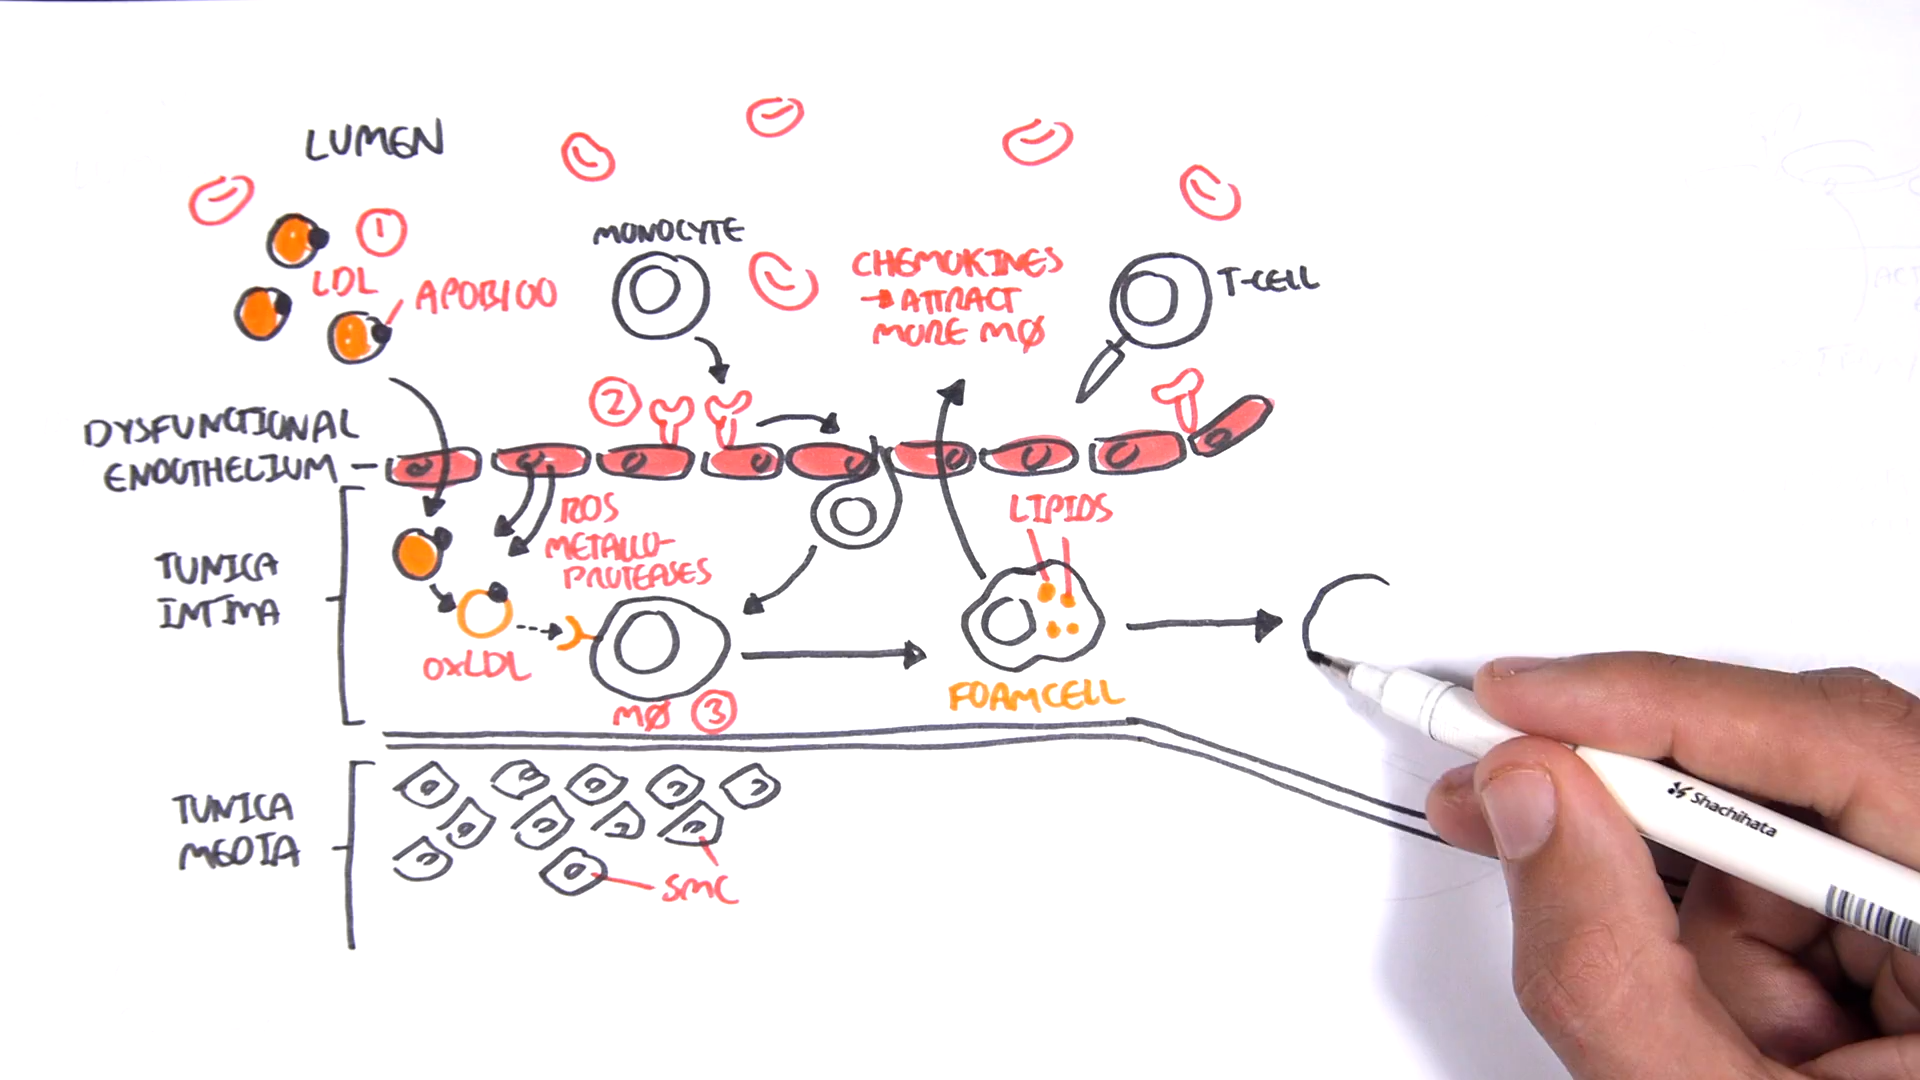 LUMEN
1
LDL
APOB100
MONOCYTE
CHEMOKINES
→ ATTRACT
MORE MØ
T-CELL
2
DYSFUNCTIONAL
ENDOTHELIUM
ROS
METALLO-
PROTEASES
LIPIDS
TUNICA
INTIMA
OXLDL
MØ 3
FOAMCELL
TUNICA
MEDIA
SMC
Shachihata